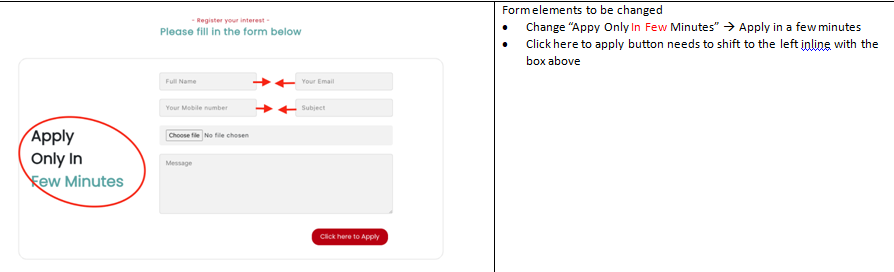 - Register your interest -
Please fill in the form below
Full Name
Your Email
Your Mobile number
Subject
Choose file No file chosen
Message
Apply
Only In
Few Minutes
Click here to Apply
Form elements to be changed
• Change “Appy Only In Few Minutes” → Apply in a few minutes
• Click here to apply button needs to shift to the left inling with the
box above